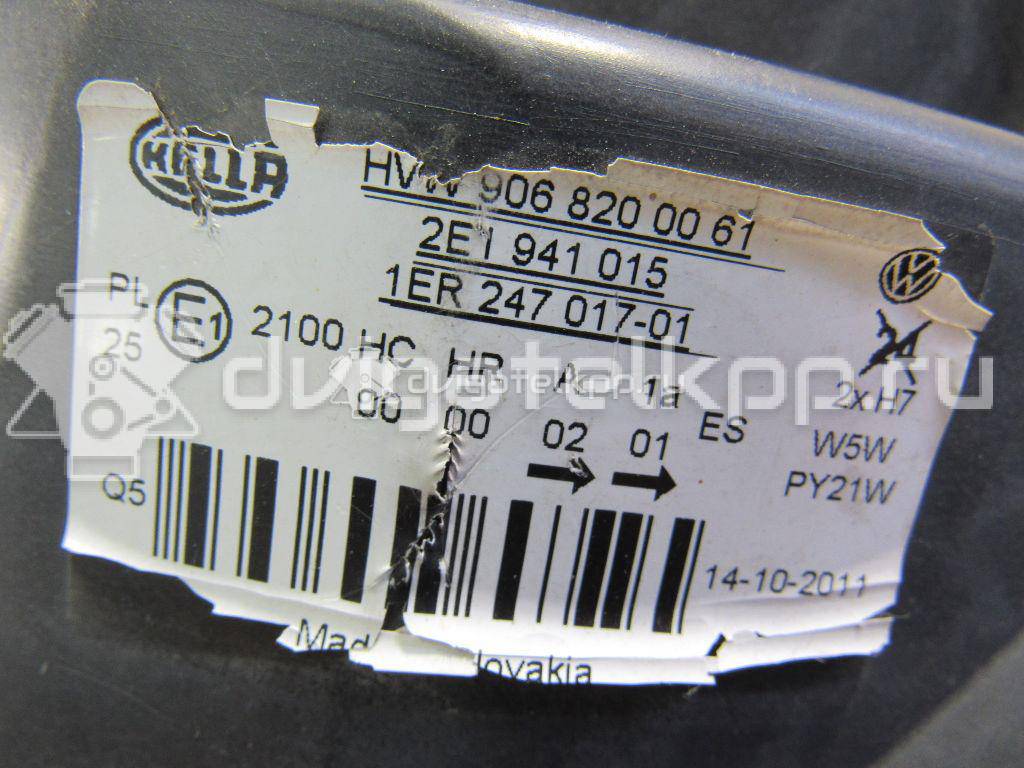 HELLA
HVW 906 820 00 61
2E1 941 015
1ER 247 017-01
PL
25
E1
2100
HC HR A 1a
80 00 02 01
ES
2x H7
W5W
PY21W
Q5
14-10-2011
dvigatelkpp.ru